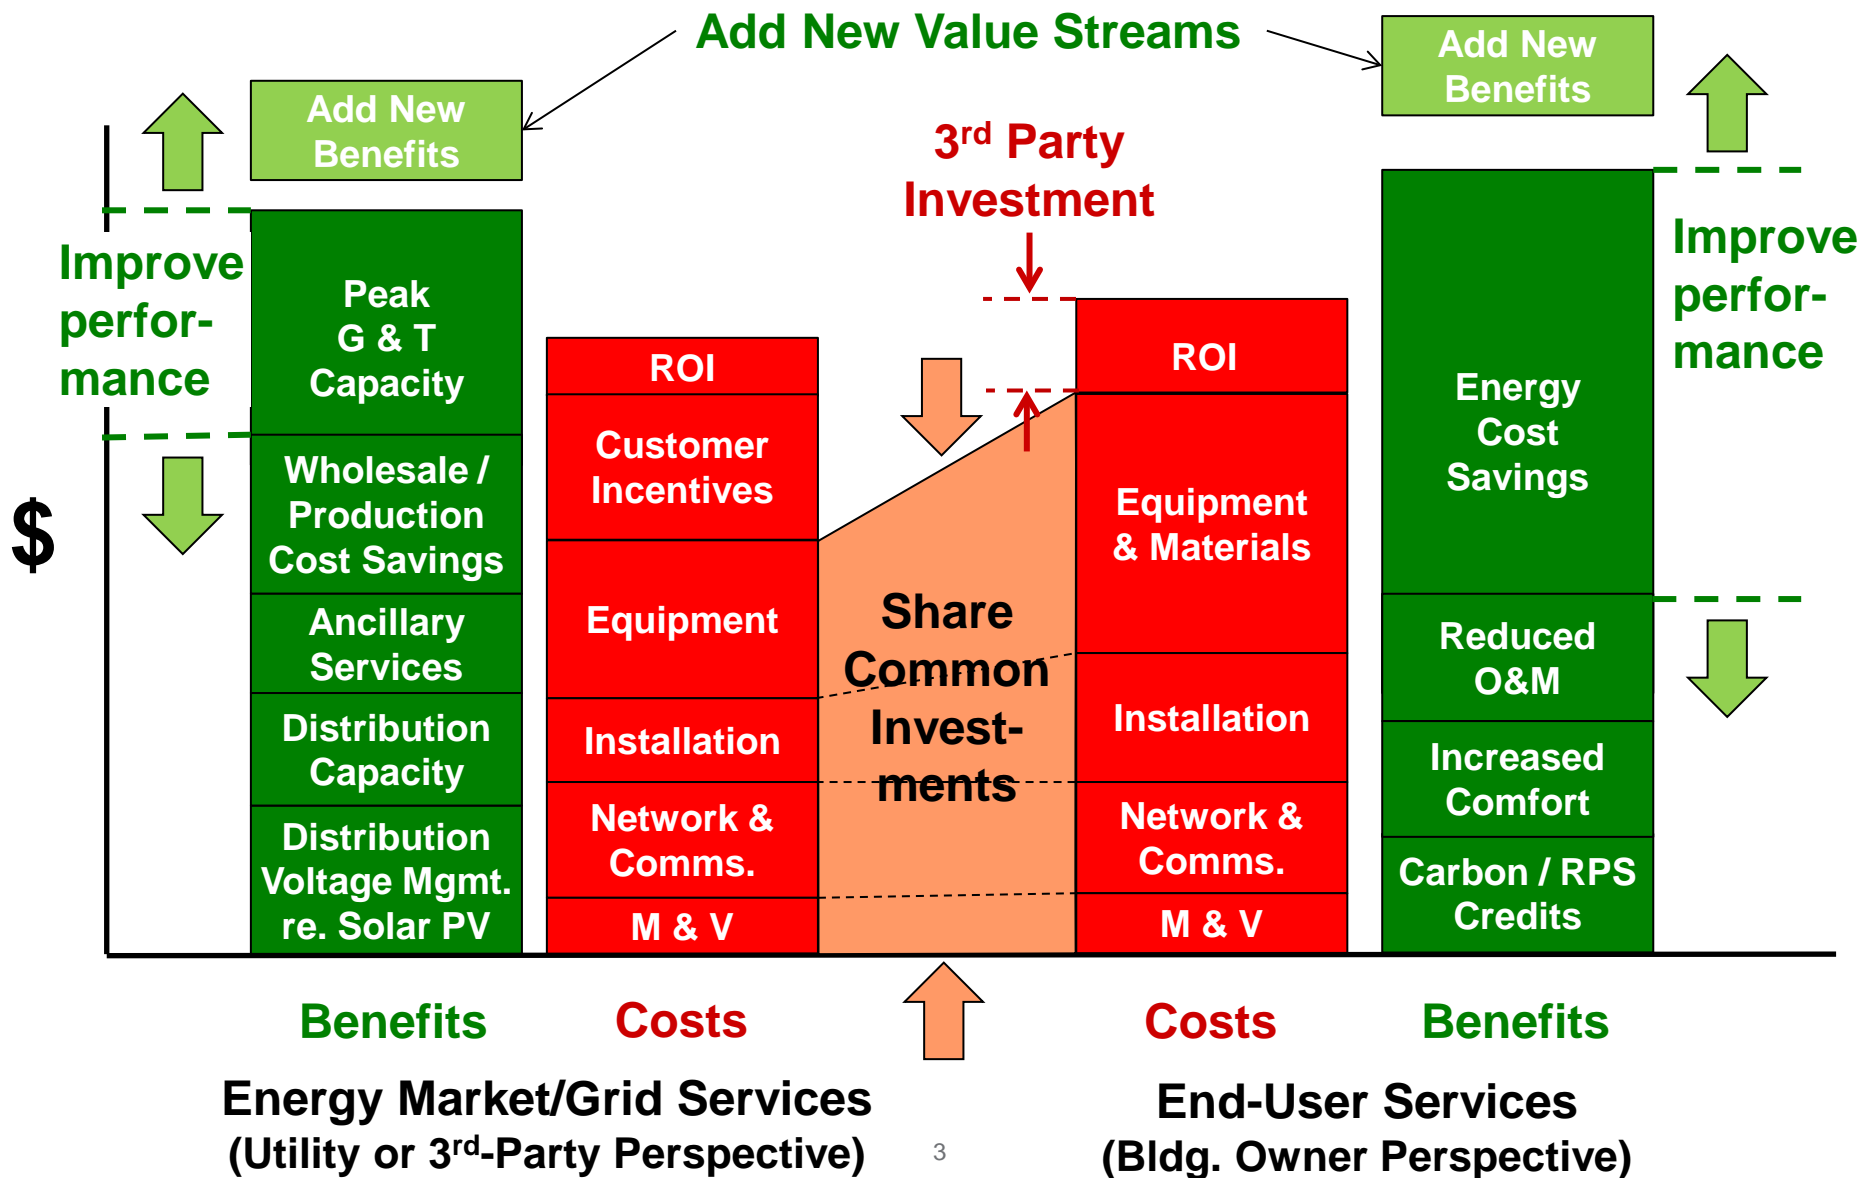 Add New Value Streams
Add New
Benefits
Add New
Benefits
3rd Party
Investment
Improve
perfor-
mance
Improve
perfor-
mance
$
Peak
G & T
Capacity
Wholesale /
Production
Cost Savings
Ancillary
Services
Distribution
Capacity
Distribution
Voltage Mgmt.
re. Solar PV
ROI
Customer
Incentives
Equipment
Installation
Network &
Comms.
M & V
Share
Common
Invest-
ments
ROI
Equipment
& Materials
Installation
Network &
Comms.
M & V
Energy
Cost
Savings
Reduced
O&M
Increased
Comfort
Carbon / RPS
Credits
Benefits
Costs
Costs
Benefits
Energy Market/Grid Services
(Utility or 3rd-Party Perspective)
3
End-User Services
(Bldg. Owner Perspective)